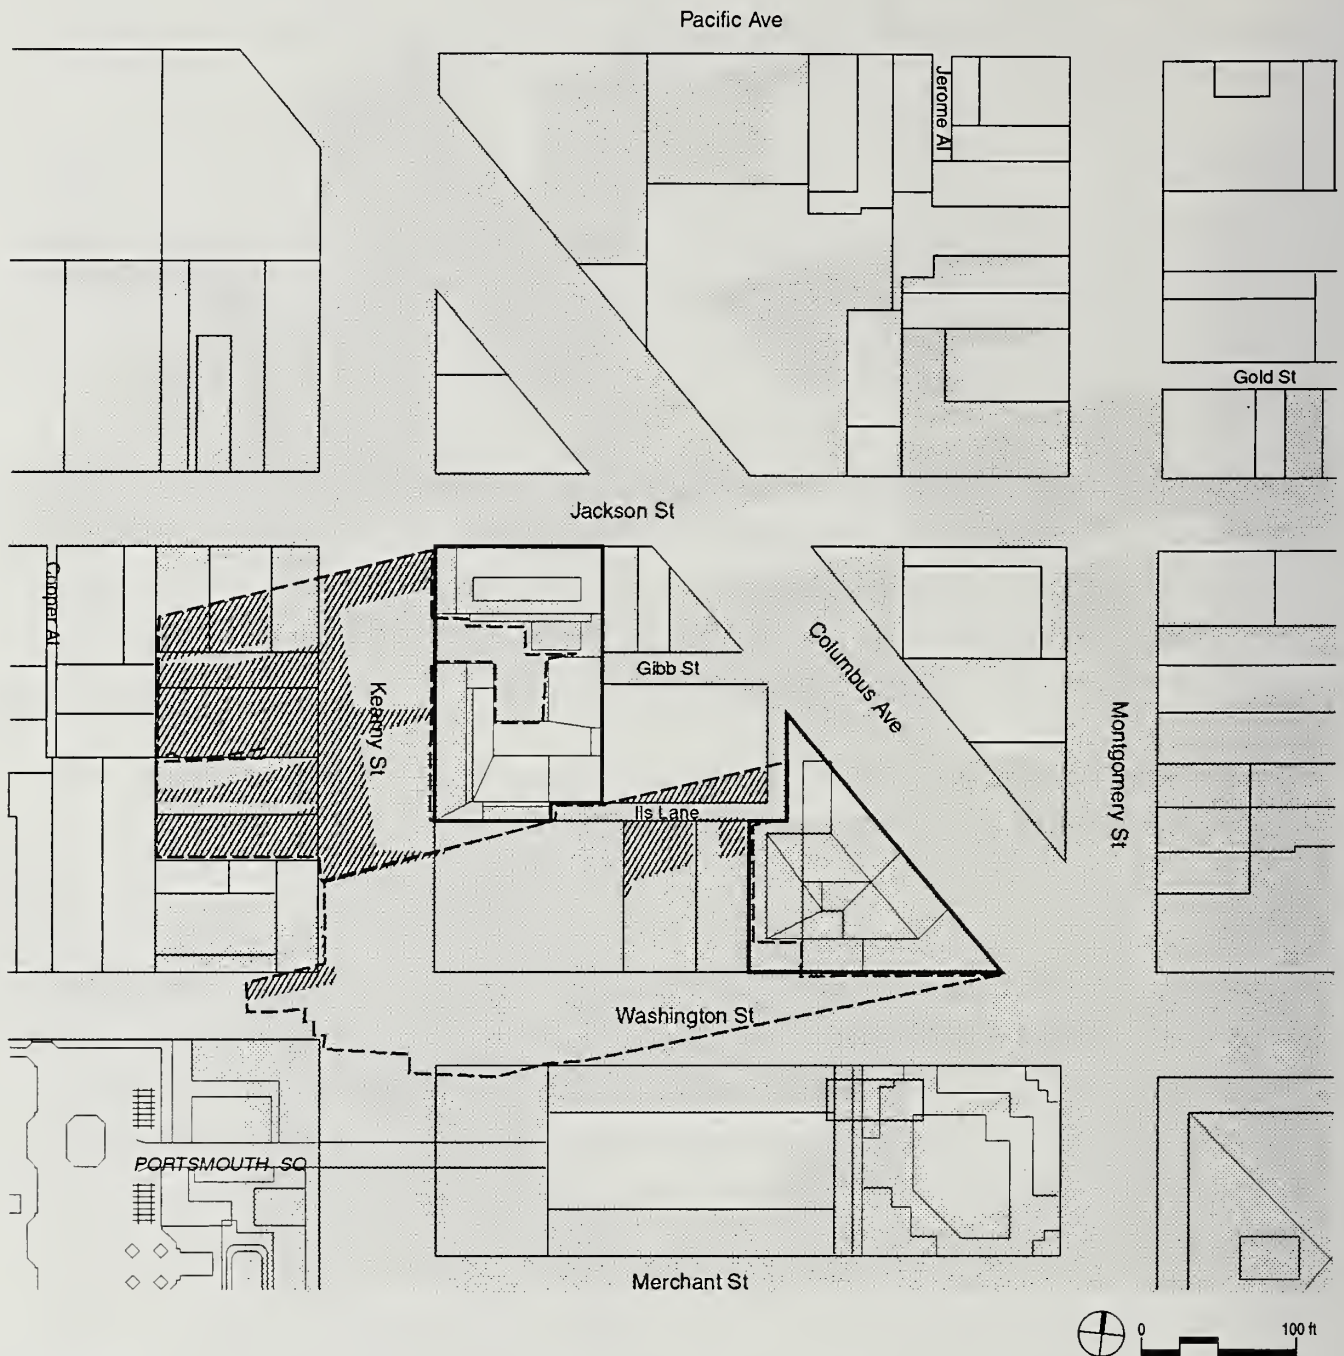 Pacific Ave
Jerome Al
Gold St
Jackson St
Cooper Al
Kearny St
Gibb St
Columbus Ave
Montgomery St
Ils Lane
Washington St
PORTSMOUTH SQ
Merchant St
0 100 ft